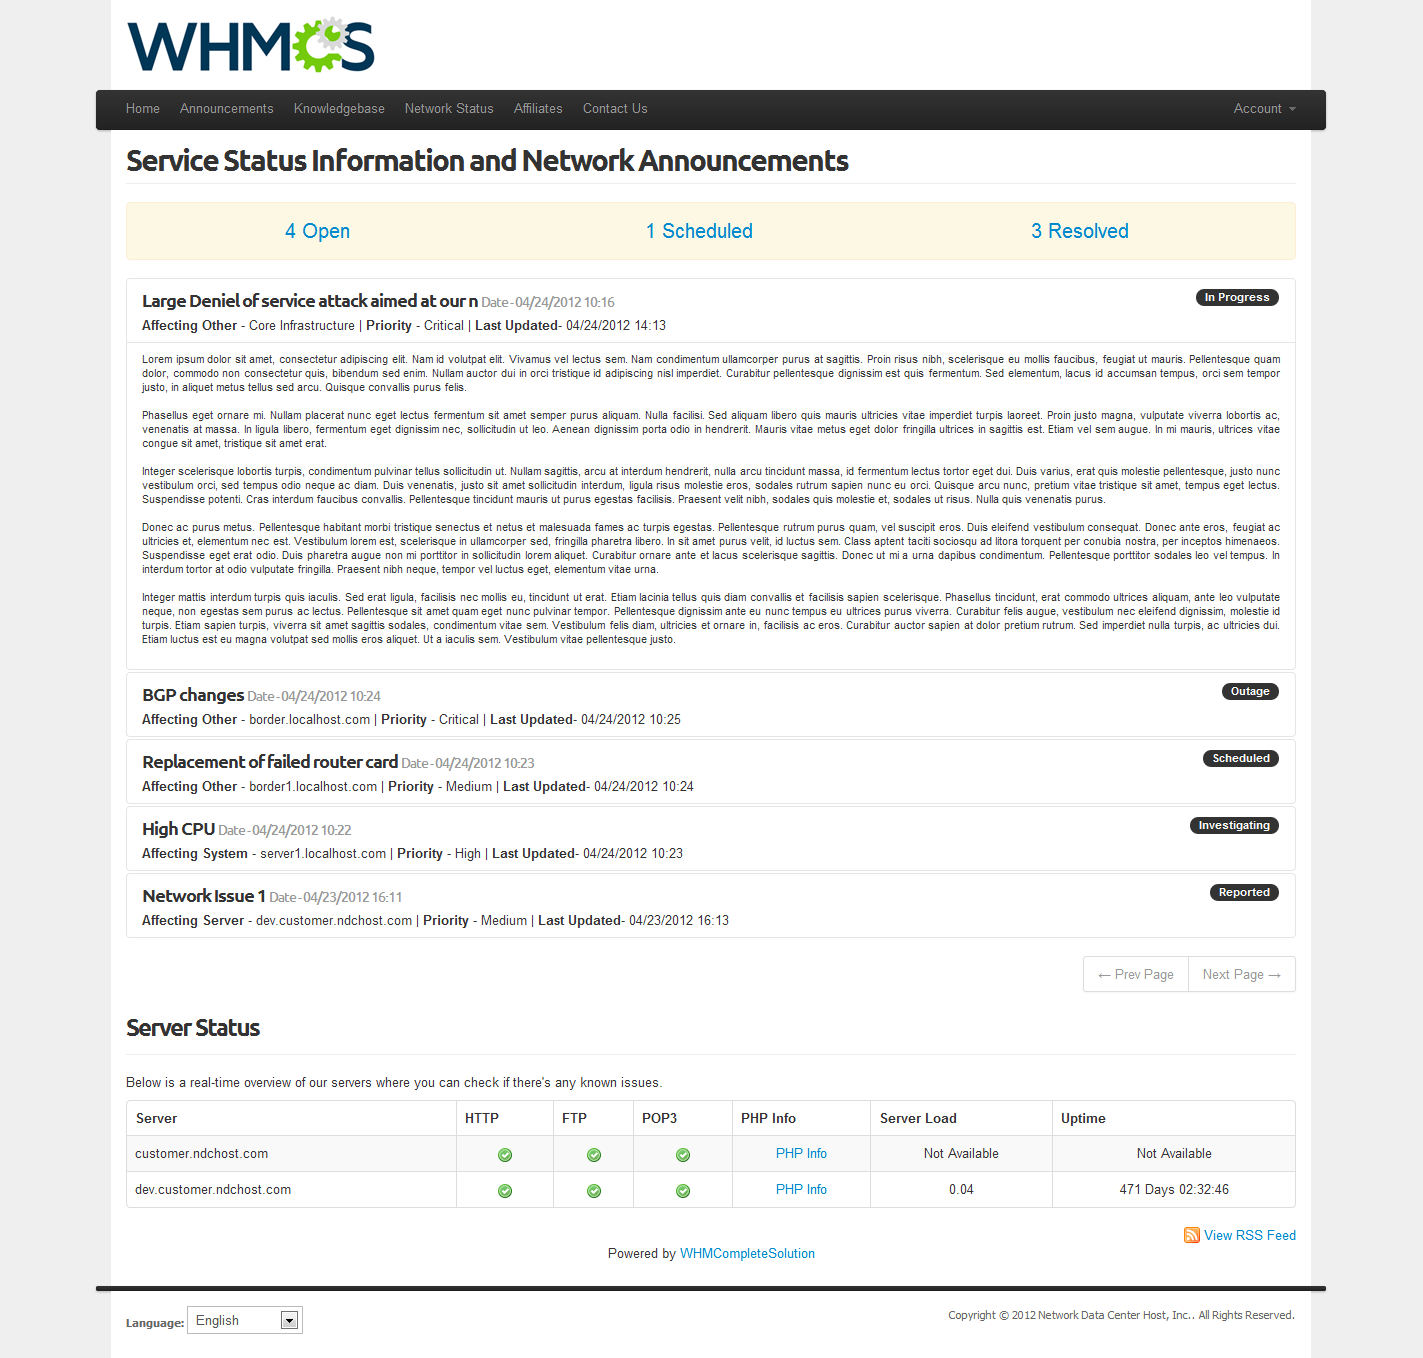 WHMCS
Home Announcements Knowledgebase Network Status Affiliates Contact Us Account
Service Status Information and Network Announcements
4 Open 1 Scheduled 3 Resolved
Large Deniel of service attack aimed at our n Date - 04/24/2012 10:16 In Progress
Affecting Other - Core Infrastructure | Priority - Critical | Last Updated- 04/24/2012 14:13
Lorem ipsum dolor sit amet, consectetur adipiscing elit. Nam id volutpat elit. Vivamus vel lectus sem. Nam condimentum ullamcorper purus at sagittis. Proin risus nibh, scelerisque eu mollis faucibus, feugiat ut mauris. Pellentesque quam
dolor, commodo non consectetur quis, bibendum sed enim. Nullam auctor dui in orci tristique id adipiscing nisl imperdiet. Curabitur pellentesque dignissim est quis fermentum. Sed elementum, lacus id accumsan tempus, orci sem tempor
justo, in aliquet metus tellus sed arcu. Quisque convallis purus felis.
Phasellus eget ornare mi. Nullam placerat nunc eget lectus fermentum sit amet semper purus aliquam. Nulla facilisi. Sed aliquam libero quis mauris ultricies vitae imperdiet turpis laoreet. Proin justo magna, vulputate viverra lobortis ac,
venenatis at massa. In ligula libero, fermentum eget dignissim nec, sollicitudin ut leo. Aenean dignissim porta odio in hendrerit. Mauris vitae metus eget dolor fringilla ultrices in sagittis est. Etiam vel sem augue. In mi mauris, ultrices vitae
congue sit amet, tristique sit amet erat.
Integer scelerisque lobortis turpis, condimentum pulvinar tellus sollicitudin ut. Nullam sagittis, arcu at interdum hendrerit, nulla arcu tincidunt massa, id fermentum lectus tortor eget dui. Duis varius, erat quis molestie pellentesque, justo nunc
vestibulum orci, sed tempus odio neque ac diam. Duis venenatis, justo sit amet sollicitudin interdum, ligula risus molestie eros, sodales rutrum sapien nunc eu orci. Quisque arcu nunc, pretium vitae tristique sit amet, tempus eget lectus.
Suspendisse potenti. Cras interdum faucibus convallis. Pellentesque tincidunt mauris ut purus egestas facilisis. Praesent velit nibh, sodales quis molestie et, sodales ut risus. Nulla quis venenatis purus.
Donec ac purus metus. Pellentesque habitant morbi tristique senectus et netus et malesuada fames ac turpis egestas. Pellentesque rutrum purus quam, vel suscipit eros. Duis eleifend vestibulum consequat. Donec ante eros, feugiat ac
ultricies et, elementum nec est. Vestibulum lorem est, scelerisque in ullamcorper sed, fringilla pharetra libero. In sit amet purus velit, id luctus sem. Class aptent taciti sociosqu ad litora torquent per conubia nostra, per inceptos himenaeos.
Suspendisse eget erat odio. Duis pharetra augue non mi porttitor in sollicitudin lorem aliquet. Curabitur ornare ante et lacus scelerisque sagittis. Donec ut mi a urna dapibus condimentum. Pellentesque porttitor sodales leo vel tempus. In
interdum tortor at odio vulputate fringilla. Praesent nibh neque, tempor vel luctus eget, elementum vitae urna.
Integer mattis interdum turpis quis iaculis. Sed erat ligula, facilisis nec mollis eu, tincidunt ut erat. Etiam lacinia tellus quis diam convallis et facilisis sapien scelerisque. Phasellus tincidunt, erat commodo ultrices aliquam, ante leo vulputate
neque, non egestas sem purus ac lectus. Pellentesque sit amet quam eget nunc pulvinar tempor. Pellentesque dignissim ante eu nunc tempus eu ultrices purus viverra. Curabitur felis augue, vestibulum nec eleifend dignissim, molestie id
turpis. Etiam sapien turpis, viverra sit amet sagittis sodales, condimentum vitae sem. Vestibulum felis diam, ultricies et ornare in, facilisis ac eros. Curabitur auctor sapien at dolor pretium rutrum. Sed imperdiet nulla turpis, ac ultricies dui.
Etiam luctus est eu magna volutpat sed mollis eros aliquet. Ut a iaculis sem. Vestibulum vitae pellentesque justo.
BGP changes Date - 04/24/2012 10:24 Outage
Affecting Other - border.localhost.com | Priority - Critical | Last Updated- 04/24/2012 10:25
Replacement of failed router card Date - 04/24/2012 10:23 Scheduled
Affecting Other - border1.localhost.com | Priority - Medium | Last Updated- 04/24/2012 10:24
High CPU Date - 04/24/2012 10:22 Investigating
Affecting System - server1.localhost.com | Priority - High | Last Updated- 04/24/2012 10:23
Network Issue 1 Date - 04/23/2012 16:11 Reported
Affecting Server - dev.customer.ndchost.com | Priority - Medium | Last Updated- 04/23/2012 16:13
← Prev Page Next Page →
Server Status
Below is a real-time overview of our servers where you can check if there's any known issues.
Server HTTP FTP POP3 PHP Info Server Load Uptime
customer.ndchost.com PHP Info Not Available Not Available
dev.customer.ndchost.com PHP Info 0.04 471 Days 02:32:46
View RSS Feed
Powered by WHMCompleteSolution
Language: English
Copyright © 2012 Network Data Center Host, Inc.. All Rights Reserved.